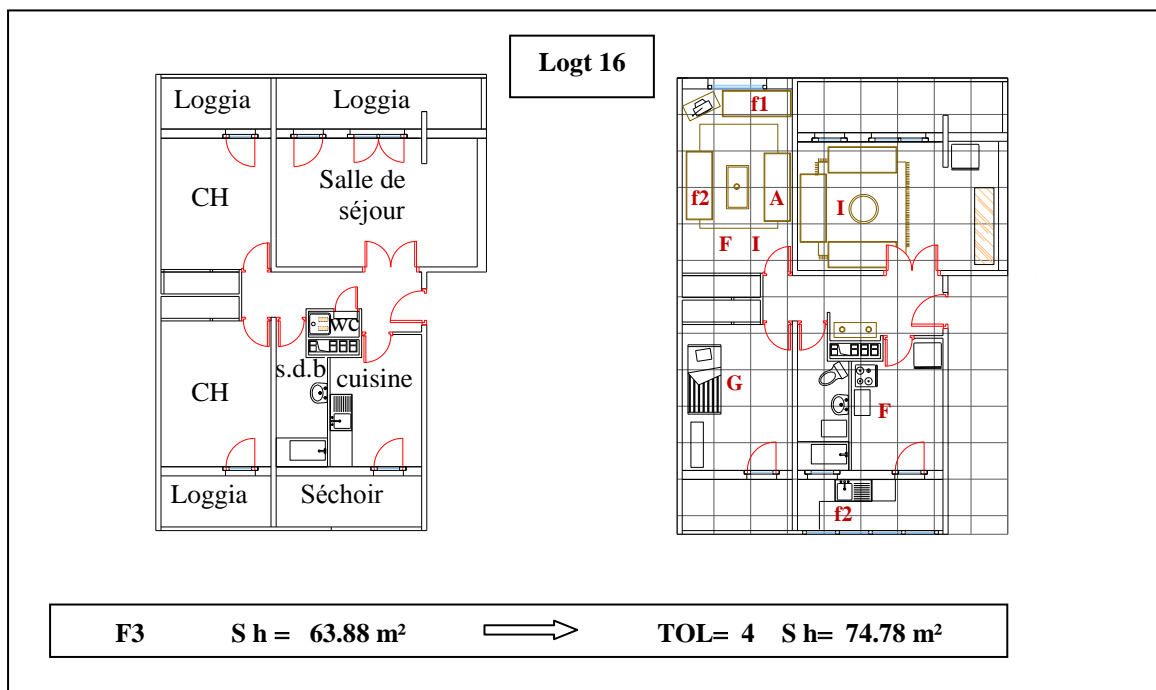 Logt 16
Loggia Loggia
CH
Salle de
séjour
wc
s.d.b
cuisine
CH
Loggia Séchoir
f1
f2 A
F I
I
G
F
f2
F3 S h = 63.88 m² TOL= 4 S h= 74.78 m²